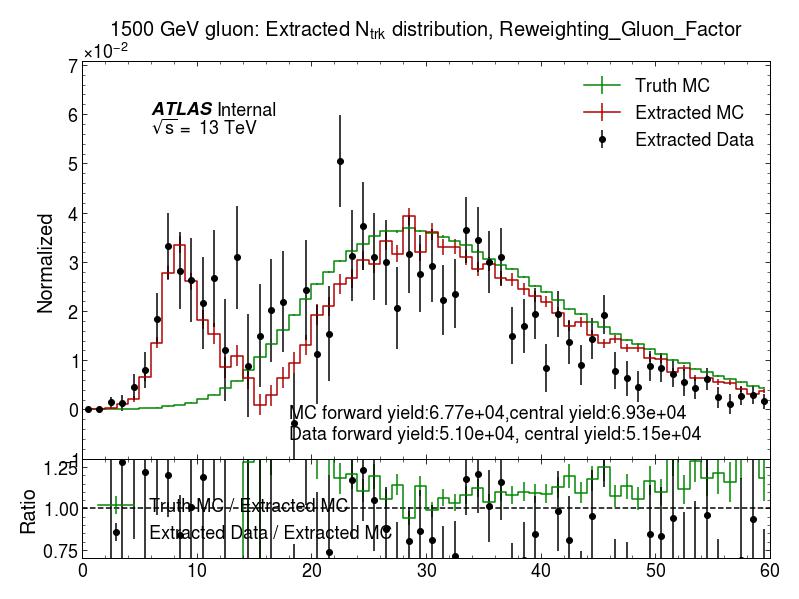 1500 GeV gluon: Extracted Ntrk distribution, Reweighting_Gluon_Factor
×10−2
7
6
5
4
3
2
1
0
1
Normalized
ATLAS Internal
√s = 13 TeV
Truth MC
Extracted MC
Extracted Data
MC forward yield:6.77e+04,central yield:6.93e+04
Data forward yield:5.10e+04, central yield:5.15e+04
1.25
1.00
0.75
Ratio
Truth MC / Extracted MC
Extracted Data / Extracted MC
0 10 20 30 40 50 60